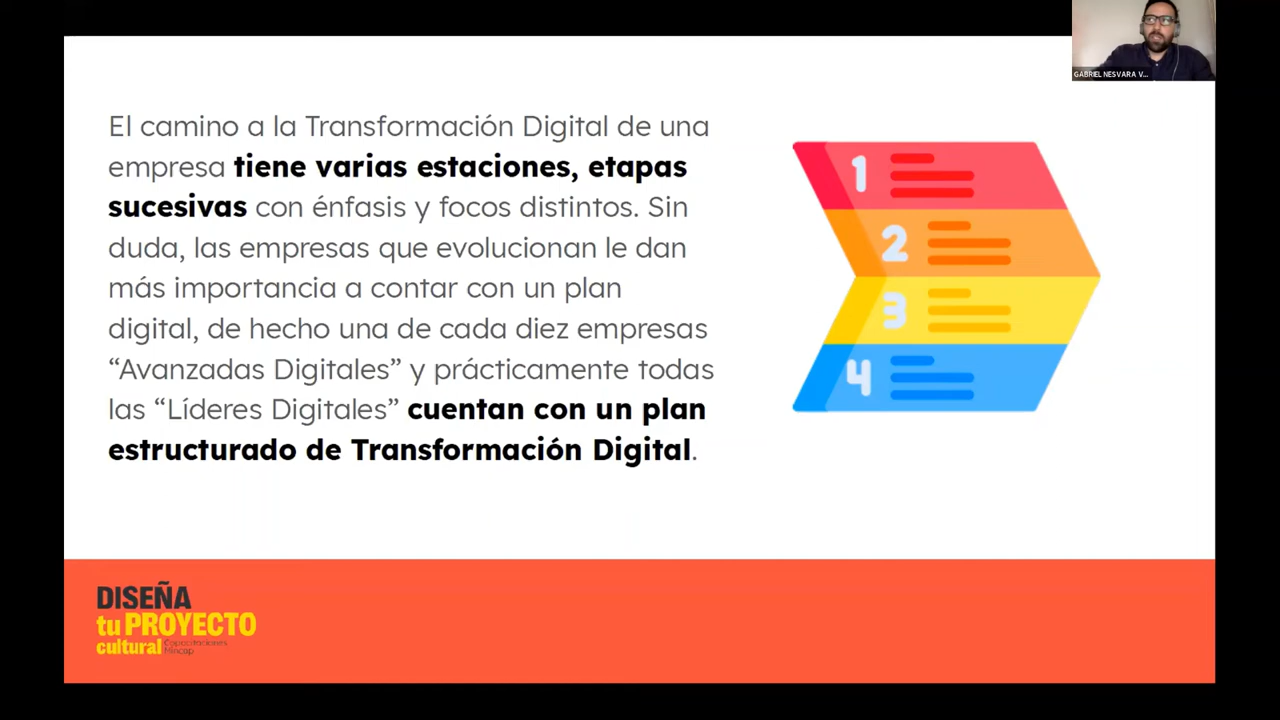 GABRIEL NESVARA V...
El camino a la Transformación Digital de una
empresa tiene varias estaciones, etapas
sucesivas con énfasis y focos distintos. Sin
duda, las empresas que evolucionan le dan
más importancia a contar con un plan
digital, de hecho una de cada diez empresas
“Avanzadas Digitales” y prácticamente todas
las “Líderes Digitales” cuentan con un plan
estructurado de Transformación Digital.
1
2
3
4
DISEÑA
tu PROYECTO
cultural Capacitaciones
Mincap